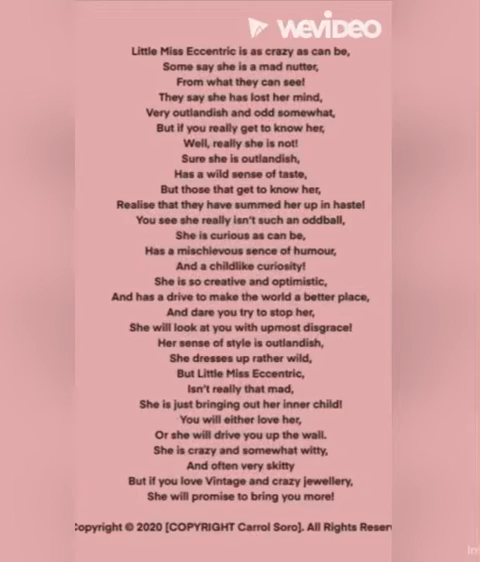 WEVIDEO
Little Miss Eccentric is as crazy as can be,
Some say she is a mad nutter,
From what they can see!
They say she has lost her mind,
Very outlandish and odd somewhat,
But if you really get to know her,
Well, really she is not!
Sure she is outlandish,
Has a wild sense of taste,
But those that get to know her,
Realise that they have summed her up in haste!
You see she really isn't such an oddball,
She is curious as can be,
Has a mischievous sence of humour,
And a childlike curiosity!
She is so creative and optimistic,
And has a drive to make the world a better place,
And dare you try to stop her,
She will look at you with upmost disgrace!
Her sense of style is outlandish,
She dresses up rather wild,
But Little Miss Eccentric,
Isn't really that mad,
She is just bringing out her inner child!
You will either love her,
Or she will drive you up the wall.
She is crazy and somewhat witty,
And often very skitty
But if you love Vintage and crazy jewellery,
She will promise to bring you more!
Copyright © 2020 [COPYRIGHT Carrol Soro]. All Rights Reserv